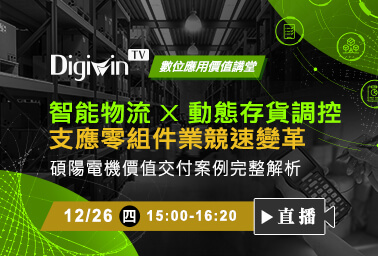 Digiwin TV 數位應用價值講堂
智能物流 X 動態存貨調控
支應零組件業競速變革
碩陽電機價值交付案例完整解析
12/26 四 15:00-16:20 直播